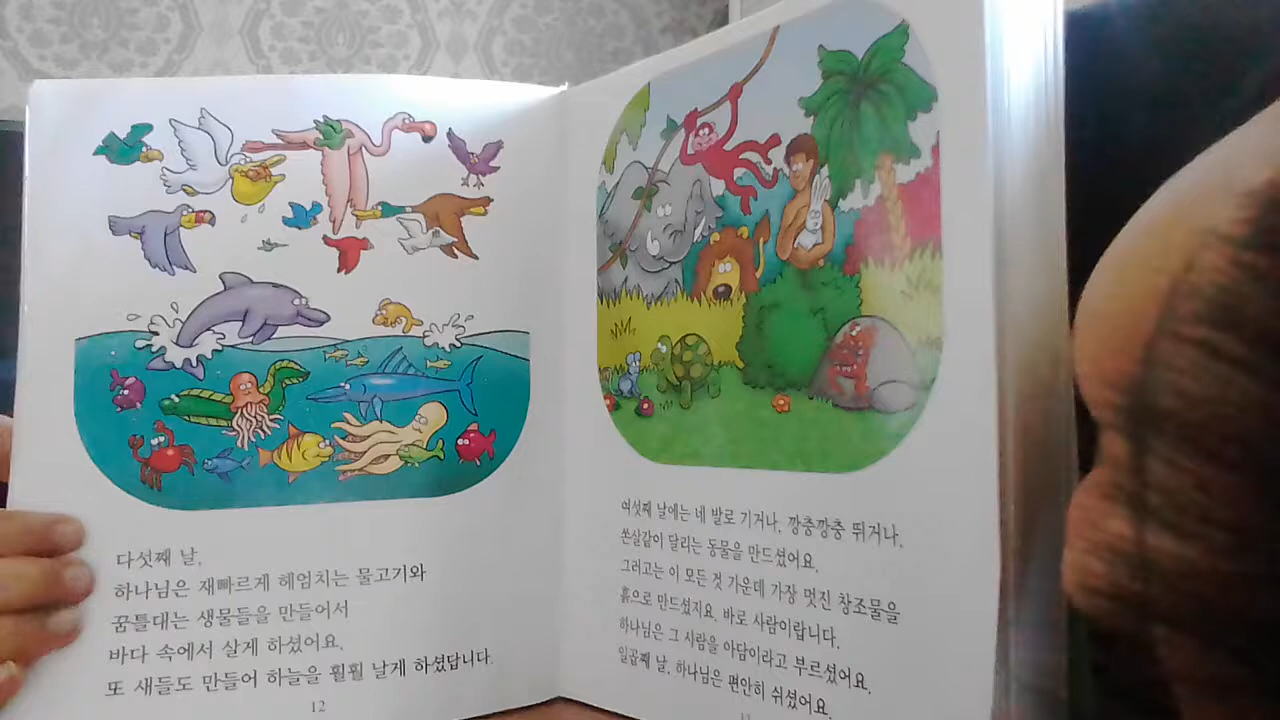 다섯째 날,
하나님은 재빠르게 헤엄치는 물고기와
꿈틀대는 생물들을 만들어서
바다 속에서 살게 하셨어요.
또 새들도 만들어 하늘을 훨훨 날게 하셨답니다.
12
여섯째 날에는 네 발로 기거나, 깡충깡충 뛰거나,
쏜살같이 달리는 동물을 만드셨어요.
그러고는 이 모든 것 가운데 가장 멋진 창조물을
흙으로 만드셨지요. 바로 사람이랍니다.
하나님은 그 사람을 아담이라고 부르셨어요.
일곱째 날, 하나님은 편안히 쉬셨어요.